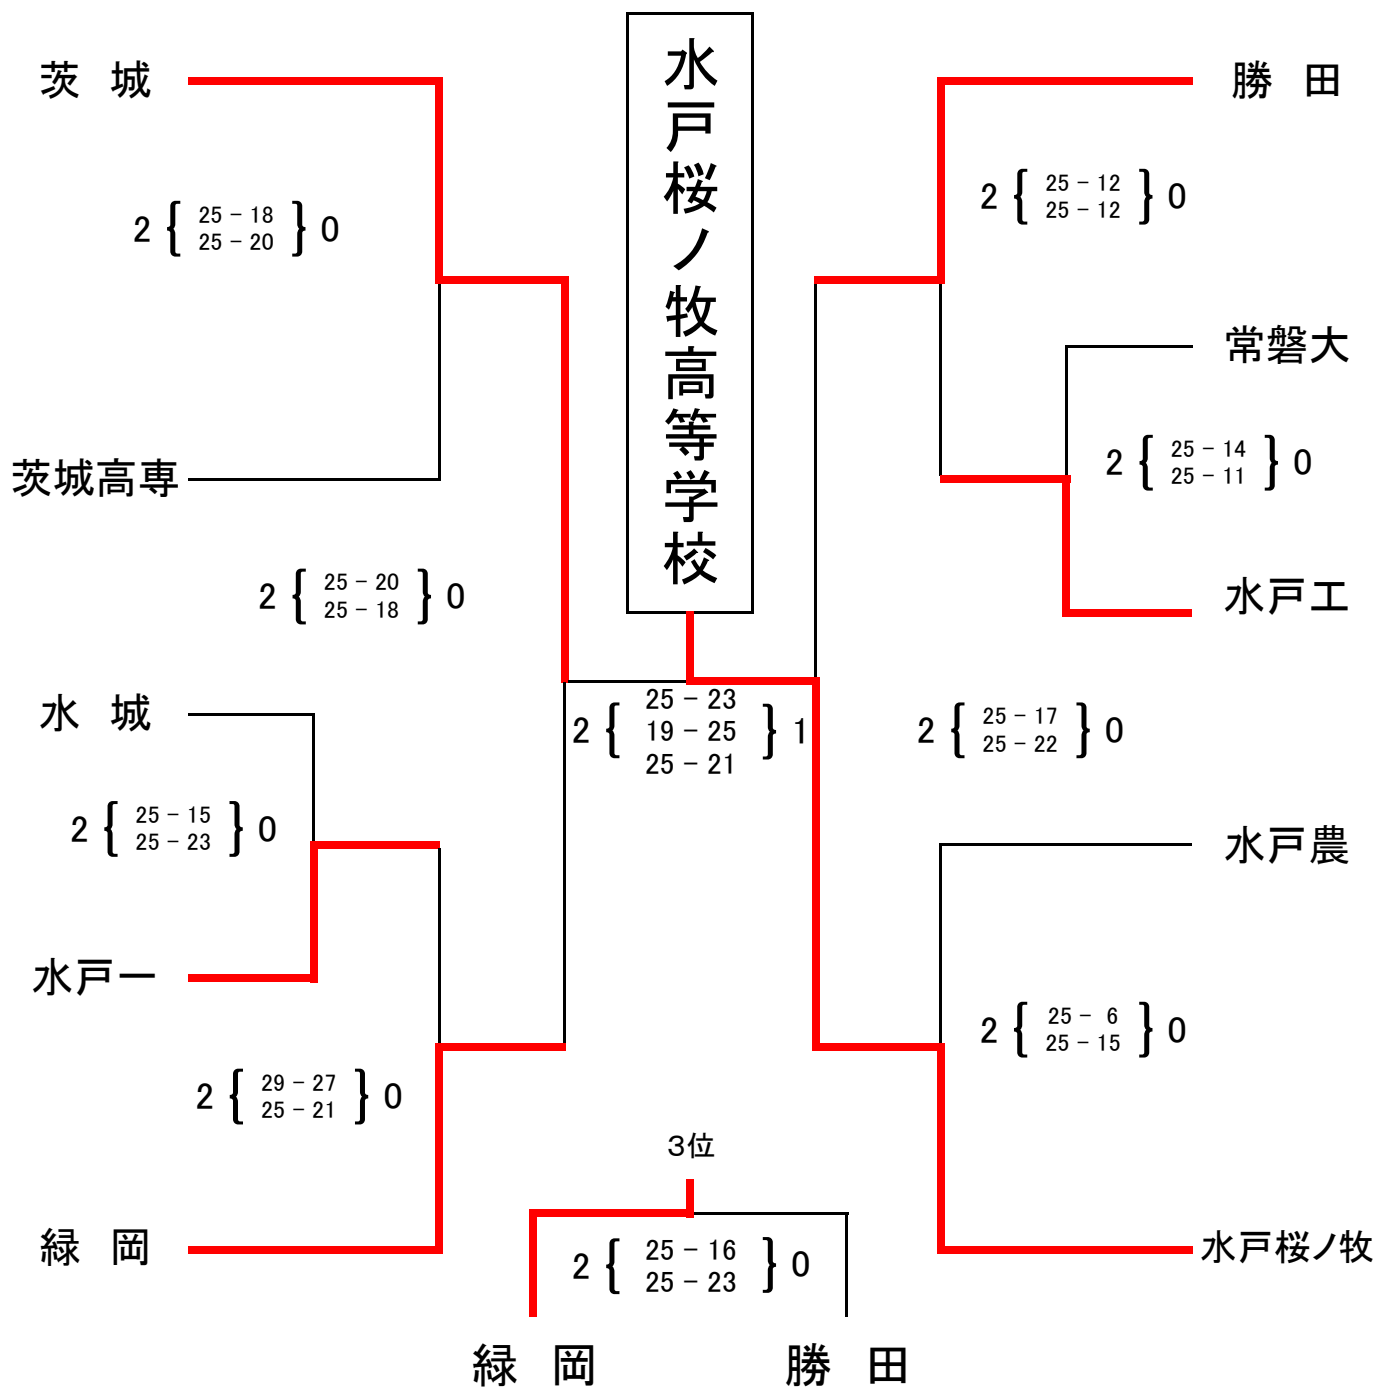 水戸桜ノ牧高等学校
茨 城
2 { 25 - 18 } 0
25 - 20
茨城高専
2 { 25 - 20 } 0
25 - 18
水 城
2 { 25 - 15 } 0
25 - 23
水戸一
2 { 29 - 27 } 0
25 - 21
緑 岡
勝 田
2 { 25 - 12 } 0
25 - 12
常磐大
2 { 25 - 14 } 0
25 - 11
水戸工
2 { 25 - 17 } 0
25 - 22
水戸農
2 { 25 - 6 } 0
25 - 15
水戸桜ノ牧
25 - 23
2 { 19 - 25 } 1
25 - 21
３位
2 { 25 - 16 } 0
25 - 23
緑 岡
勝 田